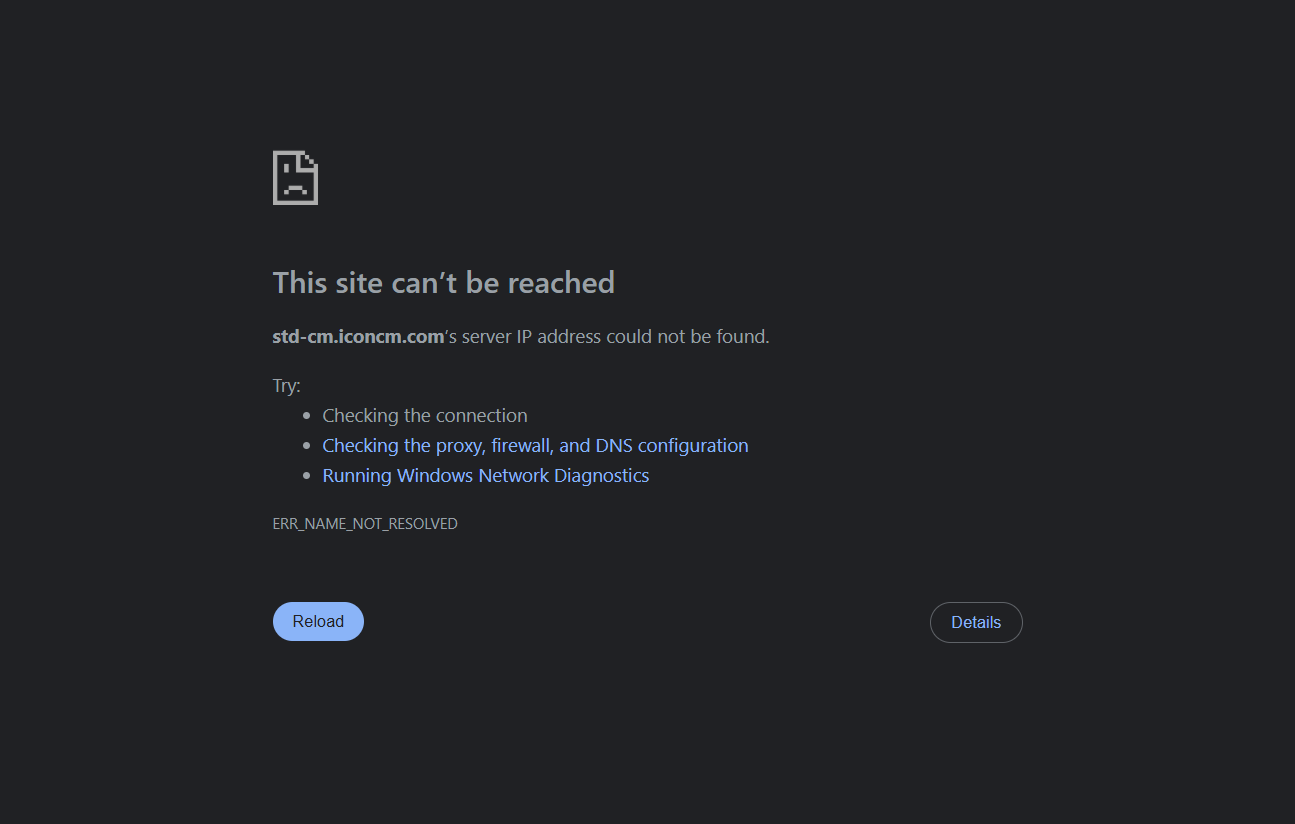 This site can’t be reached
std-cm.iconcm.com’s server IP address could not be found.
Try:
• Checking the connection
• Checking the proxy, firewall, and DNS configuration
• Running Windows Network Diagnostics
ERR_NAME_NOT_RESOLVED
Reload
Details